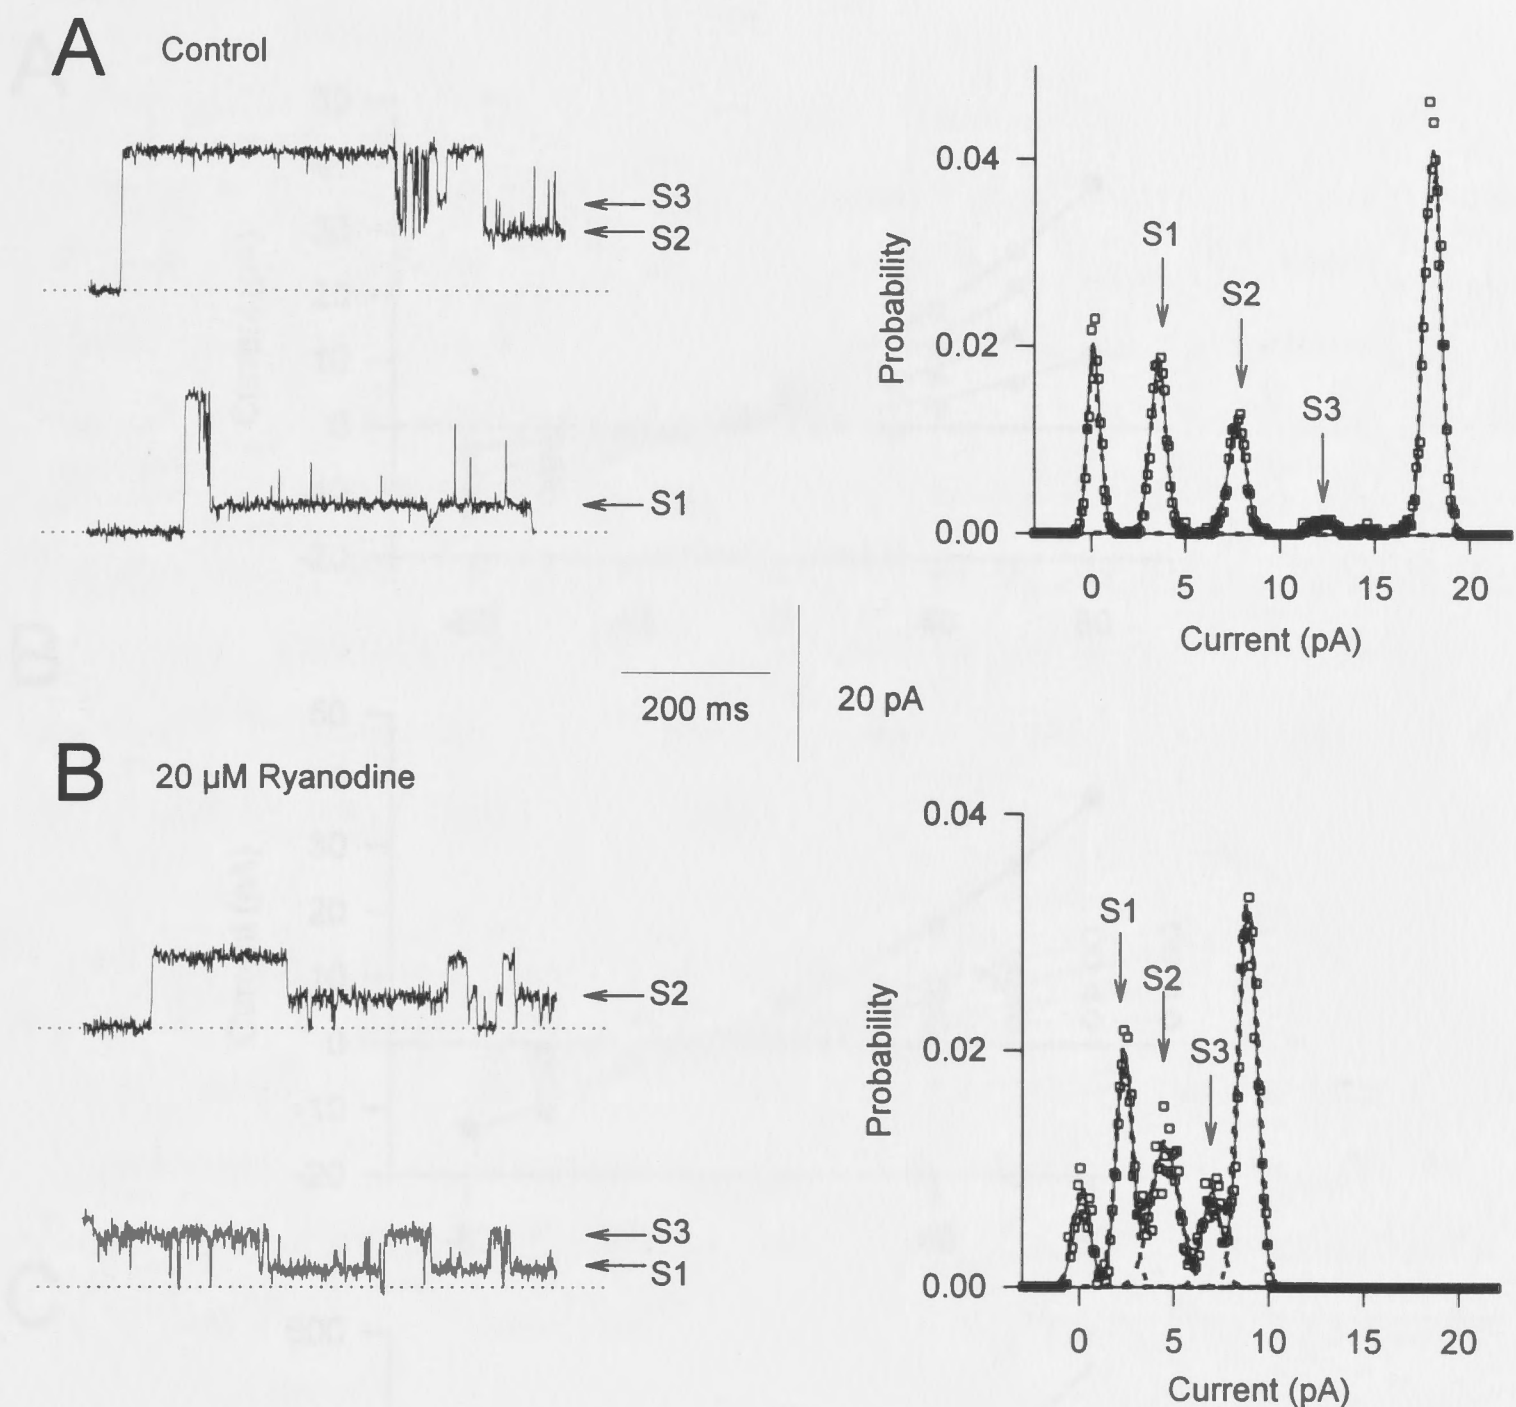 A Control
S3
S2
S1
Probability
0.04
0.02
0.00
S1
S2
S3
0 5 10 15 20
Current (pA)
200 ms
20 pA
B 20 µM Ryanodine
S2
S3
S1
Probability
0.04
0.02
0.00
S1
S2
S3
0 5 10 15 20
Current (pA)